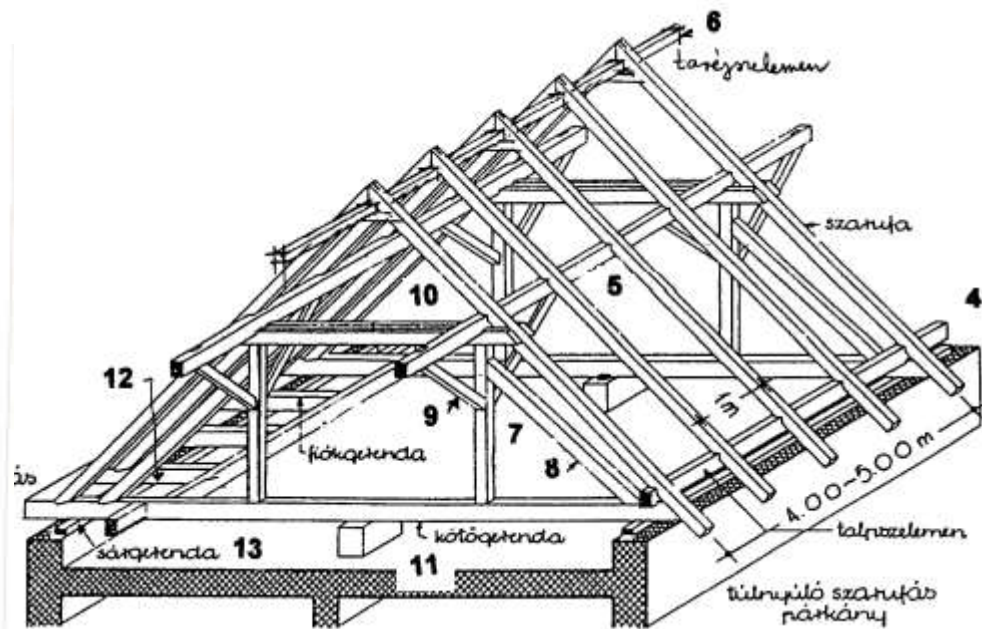 6
taréjszelemen
szarufa
5
4
10
12
1m
9
7
fiókgerenda
8
4.00-5.00 m
ás
talpszelemen
sárgerenda 13
kötőgerenda
11
túlnyúló szarufás
párkány